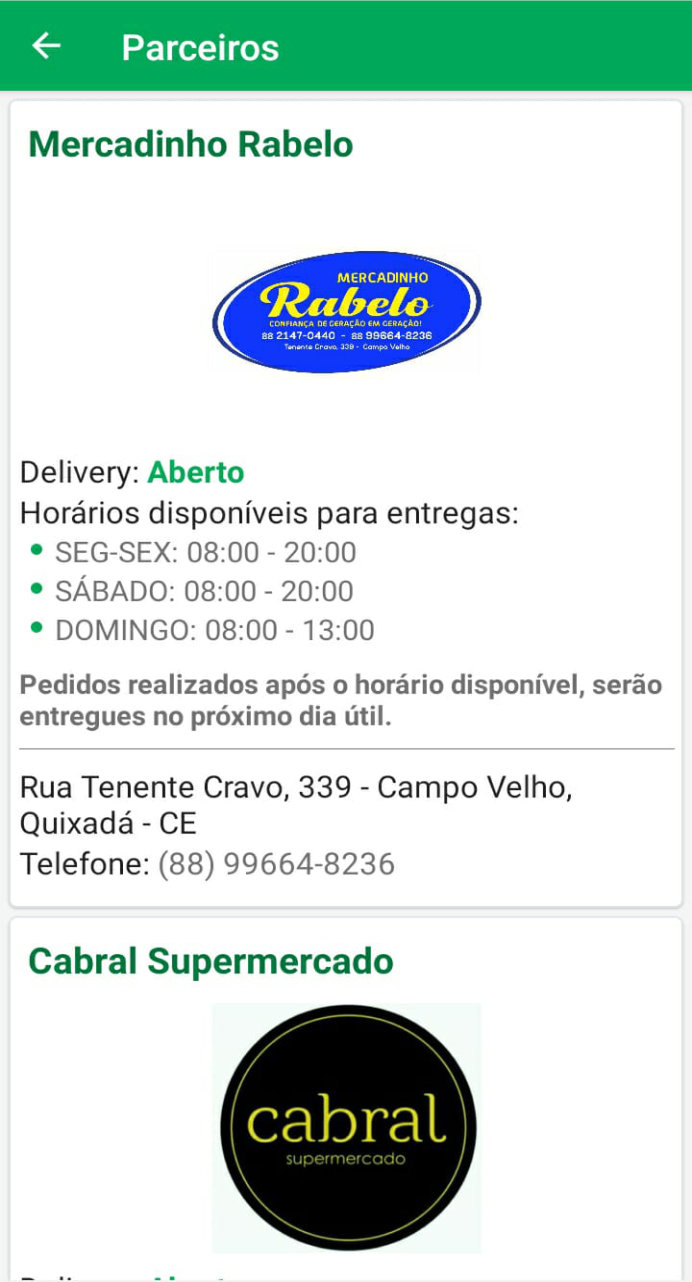 Parceiros
Mercadinho Rabelo
MERCADINHO
Rabelo
CONFIANÇA DE GERAÇÃO EM GERAÇÃO!
88 2147-0440 - 88 99664-8236
Tenente Cravo, 339 - Campo Velho
Delivery: Aberto
Horários disponíveis para entregas:
• SEG-SEX: 08:00 - 20:00
• SÁBADO: 08:00 - 20:00
• DOMINGO: 08:00 - 13:00
Pedidos realizados após o horário disponível, serão
entregues no próximo dia útil.
Rua Tenente Cravo, 339 - Campo Velho,
Quixadá - CE
Telefone: (88) 99664-8236
Cabral Supermercado
cabral
supermercado